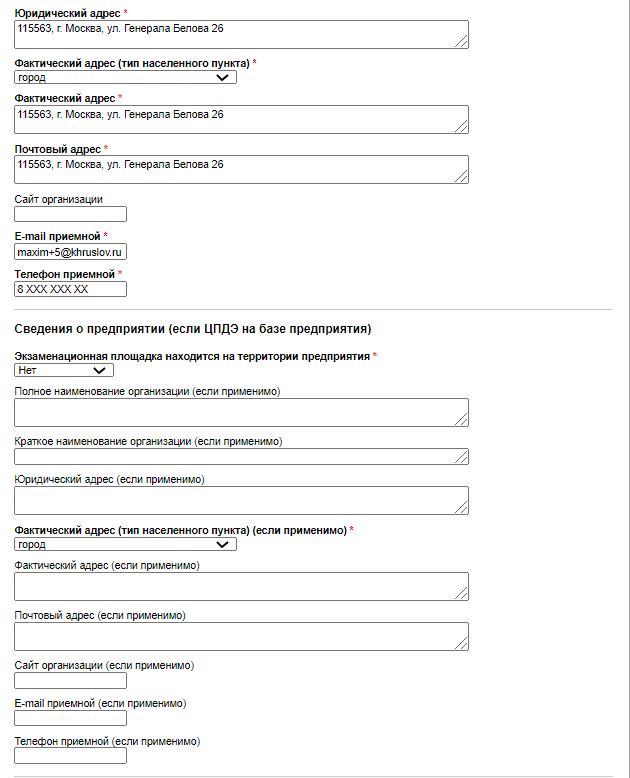 Юридический адрес *
115563, г. Москва, ул. Генерала Белова 26
Фактический адрес (тип населенного пункта) *
город
Фактический адрес *
115563, г. Москва, ул. Генерала Белова 26
Почтовый адрес *
115563, г. Москва, ул. Генерала Белова 26
Сайт организации
E-mail приемной *
maxim+5@khruslov.ru
Телефон приемной *
8 XXX XXX XX
Сведения о предприятии (если ЦПДЭ на базе предприятия)
Экзаменационная площадка находится на территории предприятия *
Нет
Полное наименование организации (если применимо)
Краткое наименование организации (если применимо)
Юридический адрес (если применимо)
Фактический адрес (тип населенного пункта) (если применимо) *
город
Фактический адрес (если применимо)
Почтовый адрес (если применимо)
Сайт организации (если применимо)
E-mail приемной (если применимо)
Телефон приемной (если применимо)